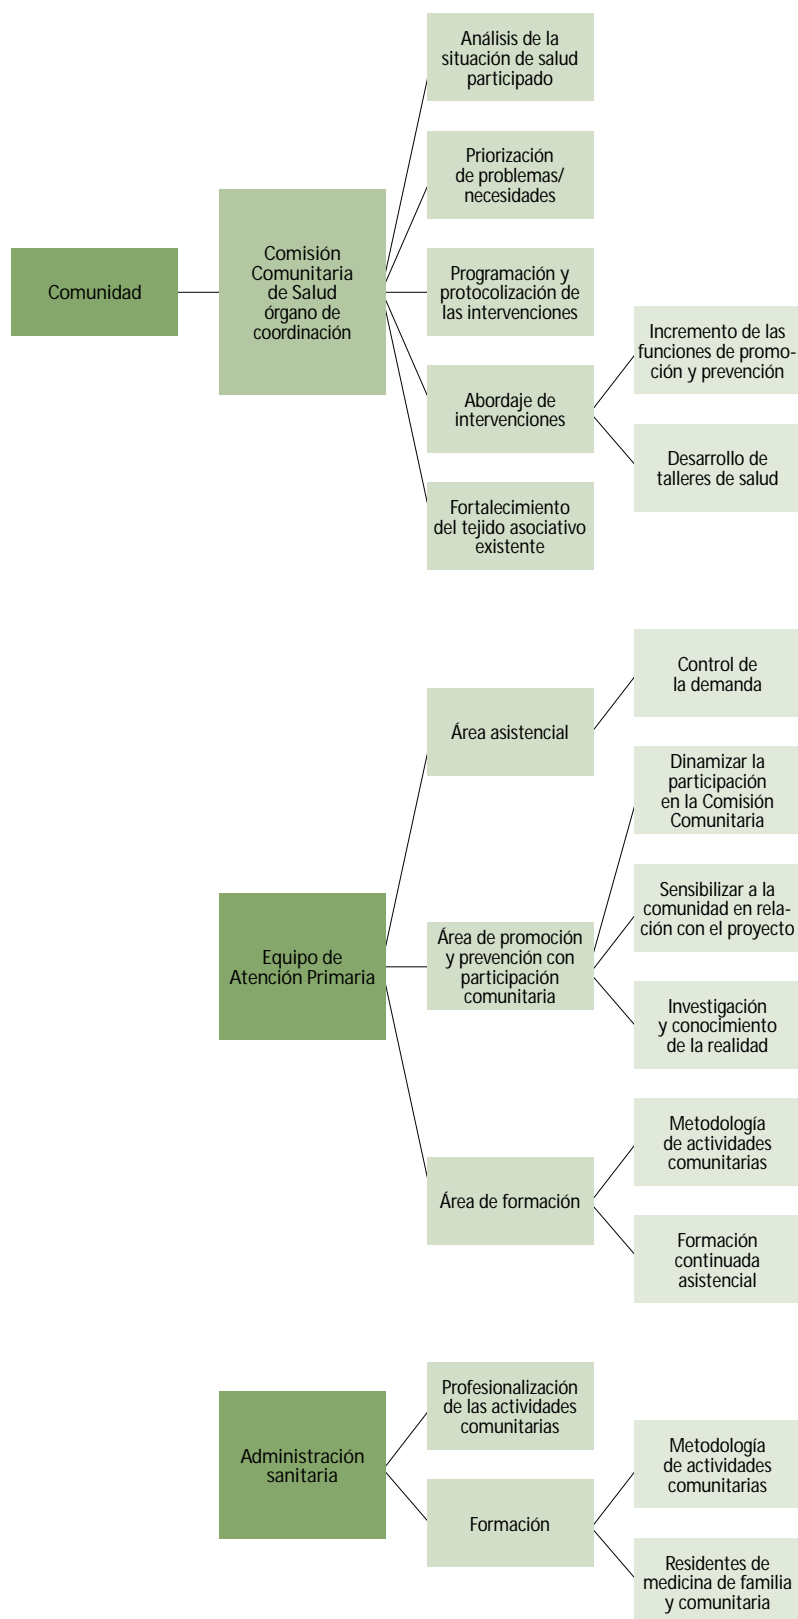 Comunidad
Comisión
Comunitaria
de Salud
órgano de
coordinación
Análisis de la
situación de salud
participado
Priorización
de problemas/
necesidades
Programación y
protocolización de
las intervenciones
Abordaje de
intervenciones
Incremento de las
funciones de promo-
ción y prevención
Desarrollo de
talleres de salud
Fortalecimiento
del tejido asociativo
existente
Equipo de
Atención Primaria
Área asistencial
Control de
la demanda
Área de promoción
y prevención con
participación
comunitaria
Dinamizar la
participación
en la Comisión
Comunitaria
Sensibilizar a la
comunidad en rela-
ción con el proyecto
Investigación
y conocimiento
de la realidad
Área de formación
Metodología
de actividades
comunitarias
Formación
continuada
asistencial
Administración
sanitaria
Profesionalización
de las actividades
comunitarias
Formación
Metodología
de actividades
comunitarias
Residentes de
medicina de familia
y comunitaria